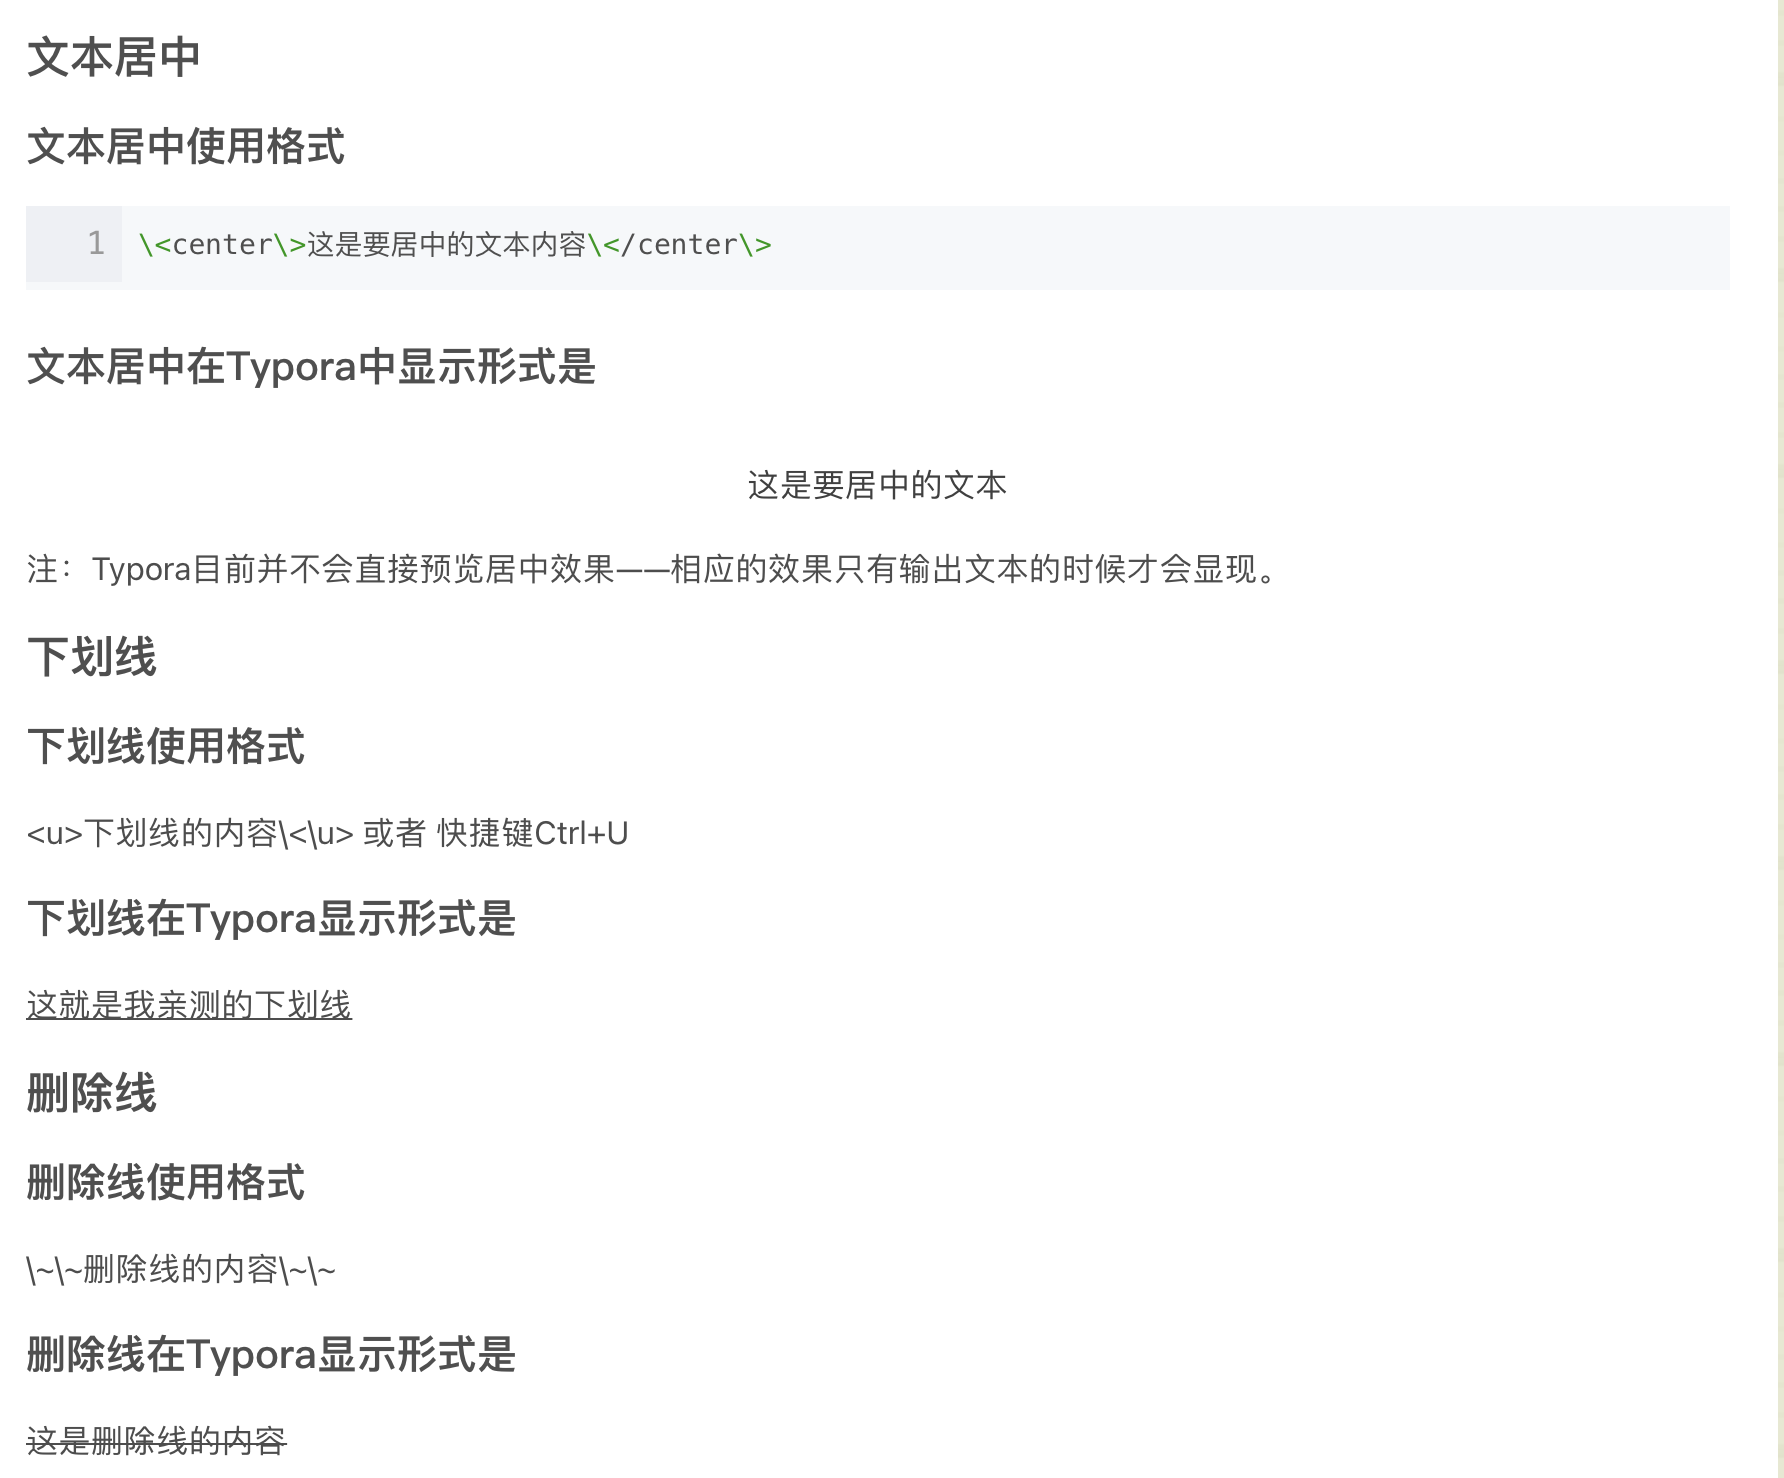 文本居中
文本居中使用格式
1 \<center\>这是要居中的文本内容\</center\>
文本居中在Typora中显示形式是
这是要居中的文本
注：Typora目前并不会直接预览居中效果——相应的效果只有输出文本的时候才会显现。
下划线
下划线使用格式
<u>下划线的内容\<\u> 或者 快捷键Ctrl+U
下划线在Typora显示形式是
这就是我亲测的下划线
删除线
删除线使用格式
\~\~删除线的内容\~\~
删除线在Typora显示形式是
这是删除线的内容